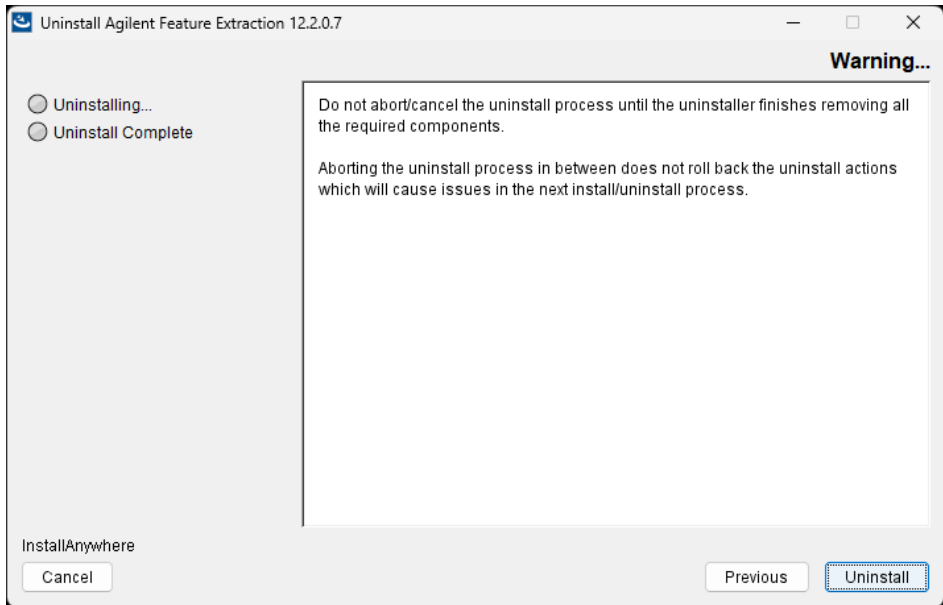 Uninstall Agilent Feature Extraction 12.2.0.7
Warning...
Uninstalling...
Uninstall Complete
Do not abort/cancel the uninstall process until the uninstaller finishes removing all
the required components.
Aborting the uninstall process in between does not roll back the uninstall actions
which will cause issues in the next install/uninstall process.
InstallAnywhere
Cancel
Previous
Uninstall